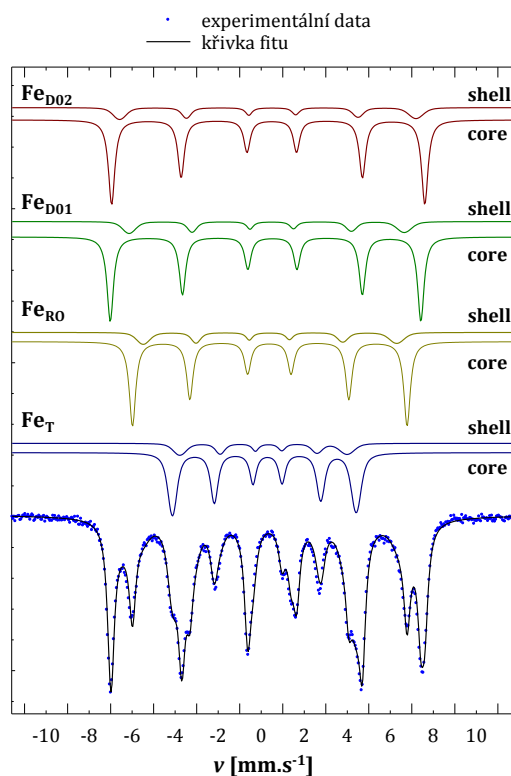 experimentální data
křivka fitu
Fe_D02 shell
core
Fe_D01 shell
core
Fe_RO shell
core
Fe_T shell
core
-10 -8 -6 -4 -2 0 2 4 6 8 10
v [mm.s⁻¹]